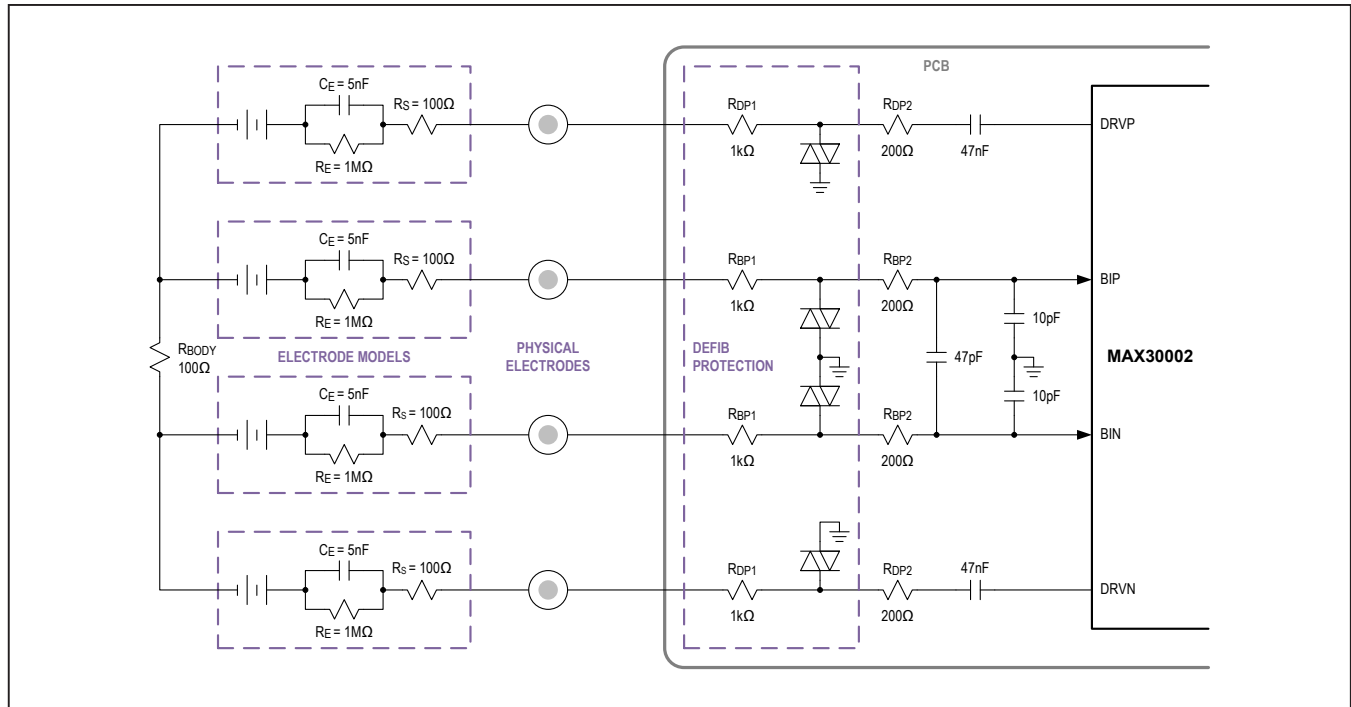 PCB
CE = 5nF
RS = 100Ω
RE = 1MΩ
RDP1
1kΩ
RDP2
200Ω
47nF
DRVP
CE = 5nF
RS = 100Ω
RE = 1MΩ
RBP1
1kΩ
RBP2
200Ω
BIP
10pF
RBODY
100Ω
ELECTRODE MODELS
PHYSICAL
ELECTRODES
DEFIB
PROTECTION
47pF
MAX30002
10pF
CE = 5nF
RS = 100Ω
RE = 1MΩ
RBP1
1kΩ
RBP2
200Ω
BIN
CE = 5nF
RS = 100Ω
RE = 1MΩ
RDP1
1kΩ
RDP2
200Ω
47nF
DRVN